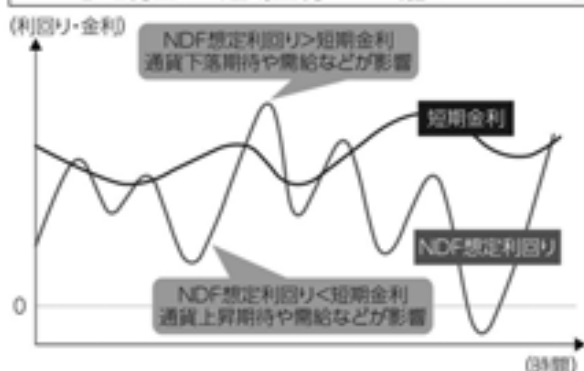 (利回り・金利)
NDF想定利回り>短期金利
通貨下落期待や需給などが影響
短期金利
NDF想定利回り
NDF想定利回り<短期金利
通貨上昇期待や需給などが影響
0
(時間)